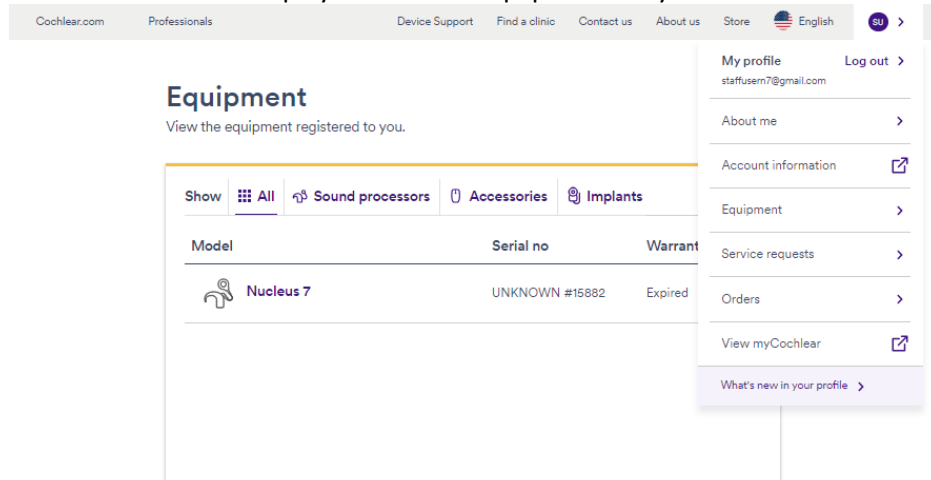 Cochlear.com Professionals Device Support Find a clinic Contact us About us Store English SU
My profile Log out
staffusern7@gmail.com
About me
Account information
Equipment
Service requests
Orders
View myCochlear
What's new in your profile
Equipment
View the equipment registered to you.
Show All Sound processors Accessories Implants
Model Serial no Warrant
Nucleus 7 UNKNOWN #15882 Expired